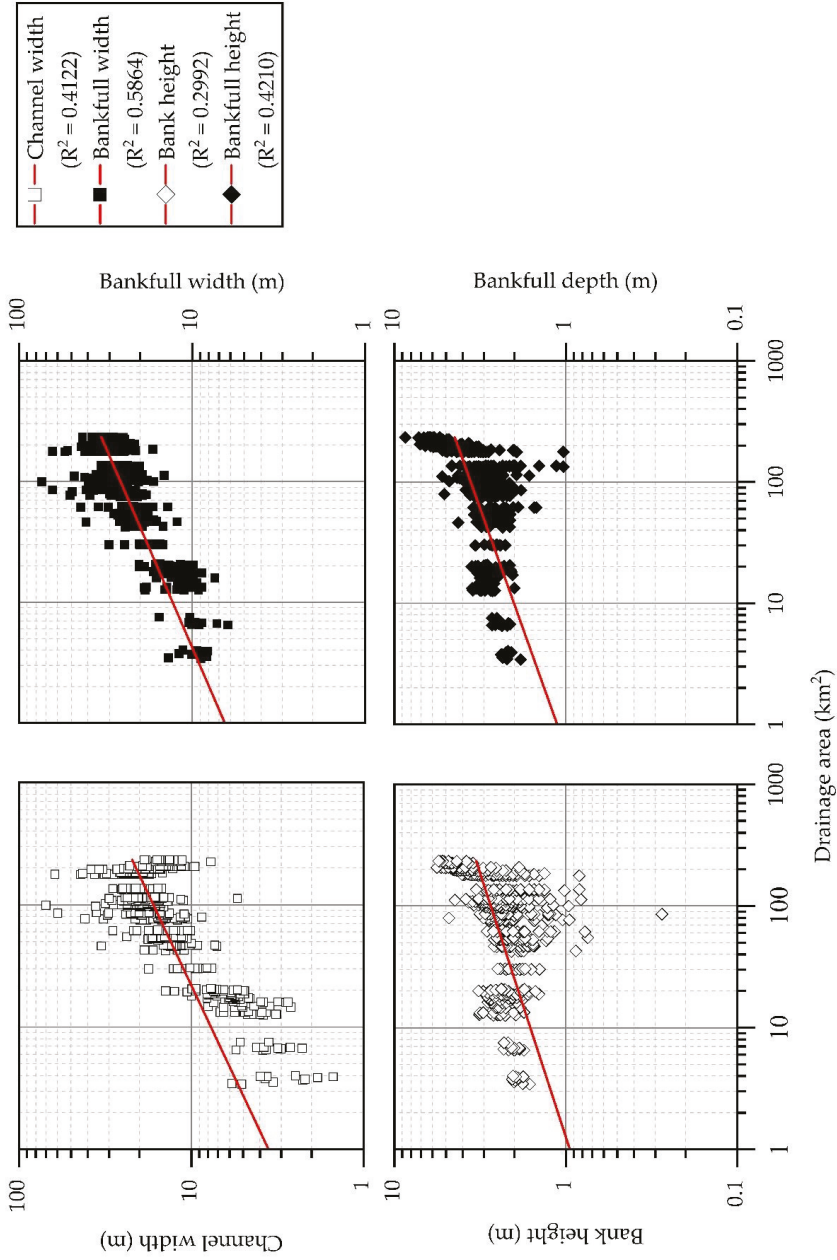 Channel width
(R² = 0.4122)
Bankfull width
(R² = 0.5864)
Bank height
(R² = 0.2992)
Bankfull height
(R² = 0.4210)
100
10
1
Channel width (m)
100
10
1
Bankfull width (m)
10
1
0.1
Bank height (m)
10
1
0.1
Bankfull depth (m)
1
10
100
1000
1
10
100
1000
Drainage area (km²)